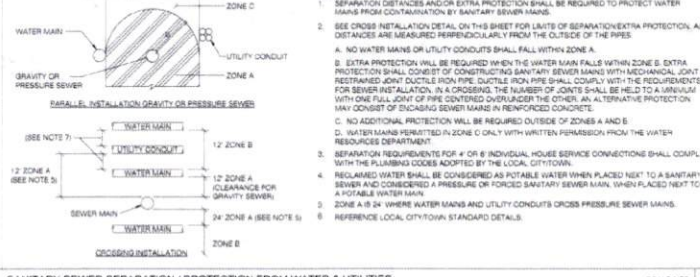 ZONE C
WATER MAIN
UTILITY CONDUIT
GRAVITY OR
PRESSURE SEWER
ZONE A
PARALLEL INSTALLATION GRAVITY OR PRESSURE SEWER
WATER MAIN
(SEE NOTE 7)
UTILITY CONDUIT
12' ZONE B
12' ZONE A
(SEE NOTE 5)
WATER MAIN
12' ZONE A
(CLEARANCE FOR
GRAVITY SEWER)
SEWER MAIN
24' ZONE A (SEE NOTE 5)
WATER MAIN
ZONE B
CROSSING INSTALLATION
1. SEPARATION DISTANCES AND/OR EXTRA PROTECTION SHALL BE REQUIRED TO PROTECT WATER
MAINS FROM CONTAMINATION BY SANITARY SEWER MAINS.
2. SEE CROSS INSTALLATION DETAIL ON THIS SHEET FOR LIMITS OF SEPARATION/EXTRA PROTECTION,
DISTANCES ARE MEASURED PERPENDICULARLY FROM THE OUTSIDE OF THE PIPES.
A. NO WATER MAINS OR UTILITY CONDUITS SHALL FALL WITHIN ZONE A.
B. EXTRA PROTECTION WILL BE REQUIRED WHEN THE WATER MAIN FALLS WITHIN ZONE B. EXTRA
PROTECTION SHALL CONSIST OF CONSTRUCTING SANITARY SEWER MAINS WITH MECHANICAL JOINT
RESTRAINED JOINT DUCTILE IRON PIPE. DUCTILE IRON PIPE SHALL COMPLY WITH THE REQUIREMENTS
FOR SEWER INSTALLATION. IN A CROSSING, THE NUMBER OF JOINTS SHALL BE HELD TO A MINIMUM
WITH ONE FULL JOINT OF PIPE CENTERED OVER/UNDER THE OTHER. AN ALTERNATIVE PROTECTION
MAY CONSIST OF ENCASING SEWER MAINS IN REINFORCED CONCRETE.
C. NO ADDITIONAL PROTECTION WILL BE REQUIRED OUTSIDE OF ZONES A AND B.
D. WATER MAINS PERMITTED IN ZONE C ONLY WITH WRITTEN PERMISSION FROM THE WATER
RESOURCES DEPARTMENT.
3. SEPARATION REQUIREMENTS FOR 4" OR 6" INDIVIDUAL HOUSE SERVICE CONNECTIONS SHALL COMPL
WITH THE PLUMBING CODES ADOPTED BY THE LOCAL CITY/TOWN.
4. RECLAIMED WATER SHALL BE CONSIDERED AS POTABLE WATER WHEN PLACED NEXT TO A SANITARY
SEWER AND CONSIDERED A PRESSURE OR FORCED SANITARY SEWER MAIN, WHEN PLACED NEXT TO
A POTABLE WATER MAIN.
5. ZONE A IS 24" WHERE WATER MAINS AND UTILITY CONDUITS CROSS PRESSURE SEWER MAINS.
6. REFERENCE LOCAL CITY/TOWN STANDARD DETAILS.